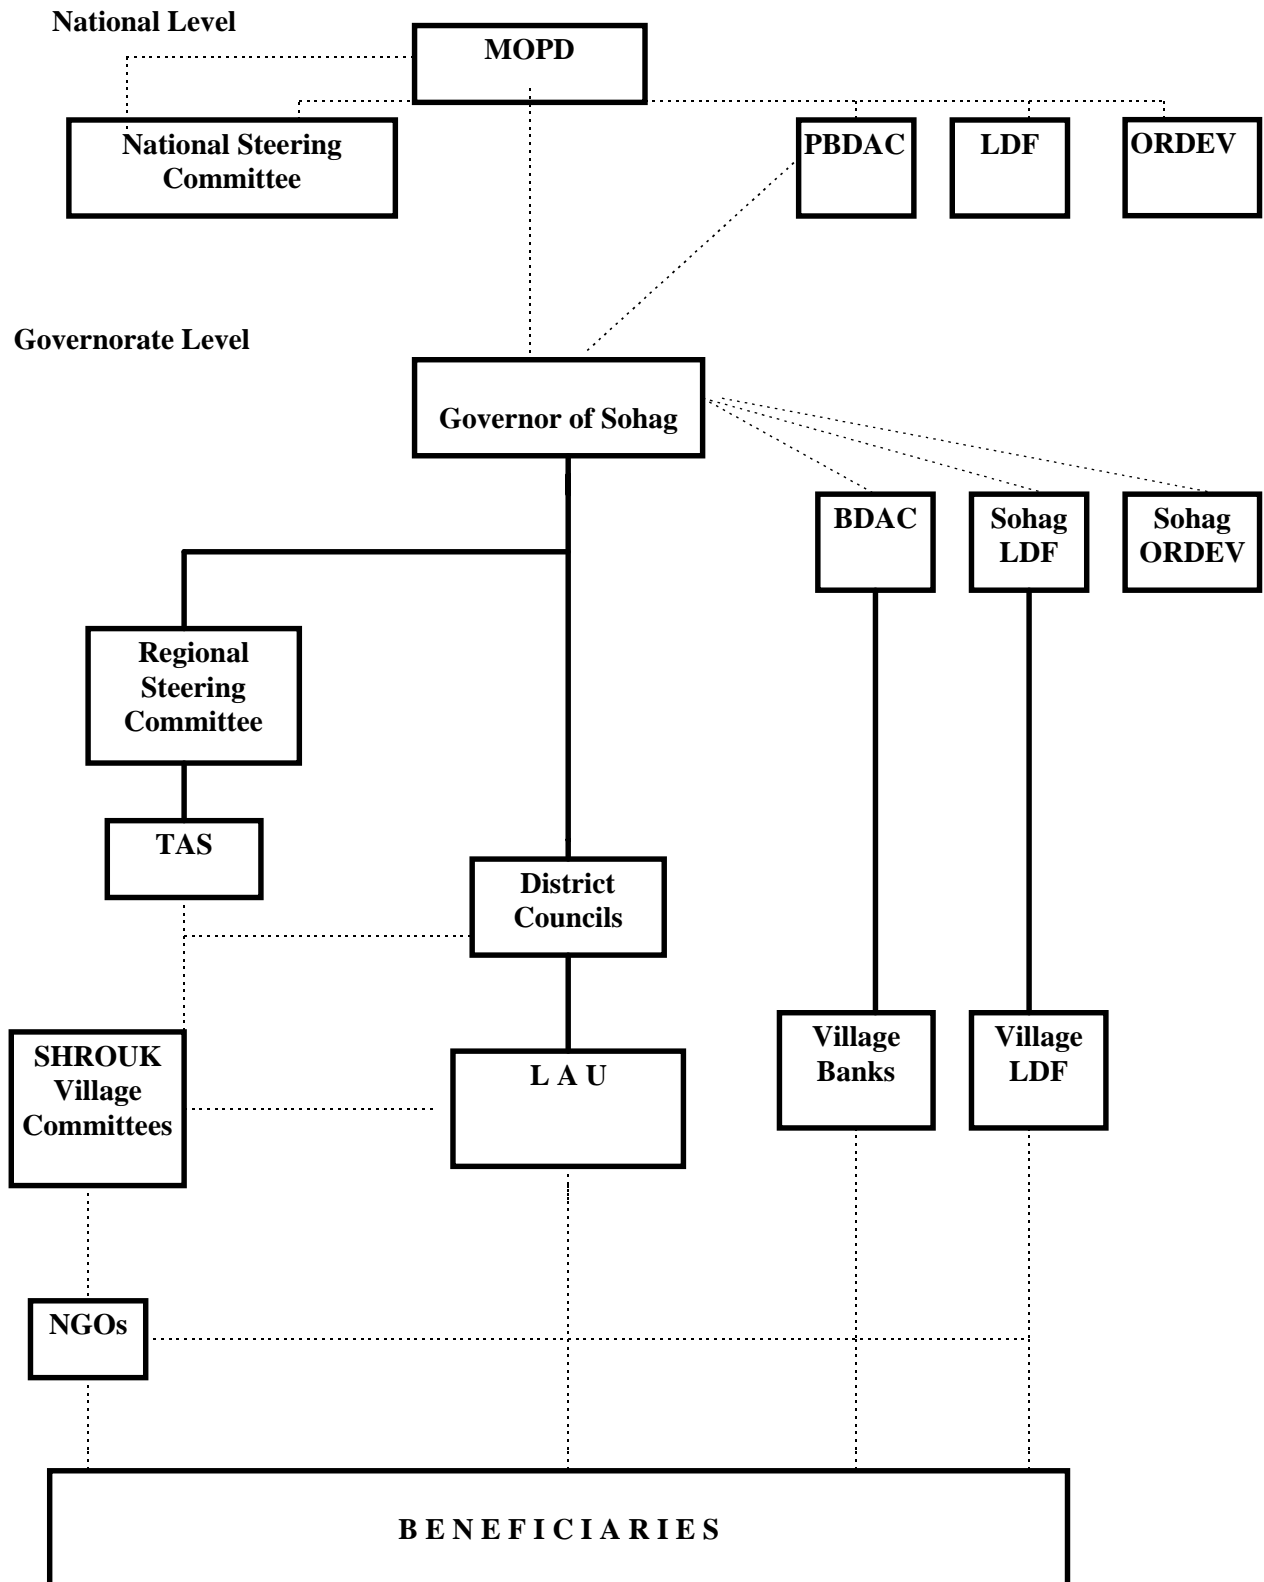 National Level
MOPD
National Steering
Committee
PBDAC
LDF
ORDEV
Governorate Level
Governor of Sohag
BDAC
Sohag
LDF
Sohag
ORDEV
Regional
Steering
Committee
TAS
District
Councils
SHROUK
Village
Committees
L A U
Village
Banks
Village
LDF
NGOs
B E N E F I C I A R I E S